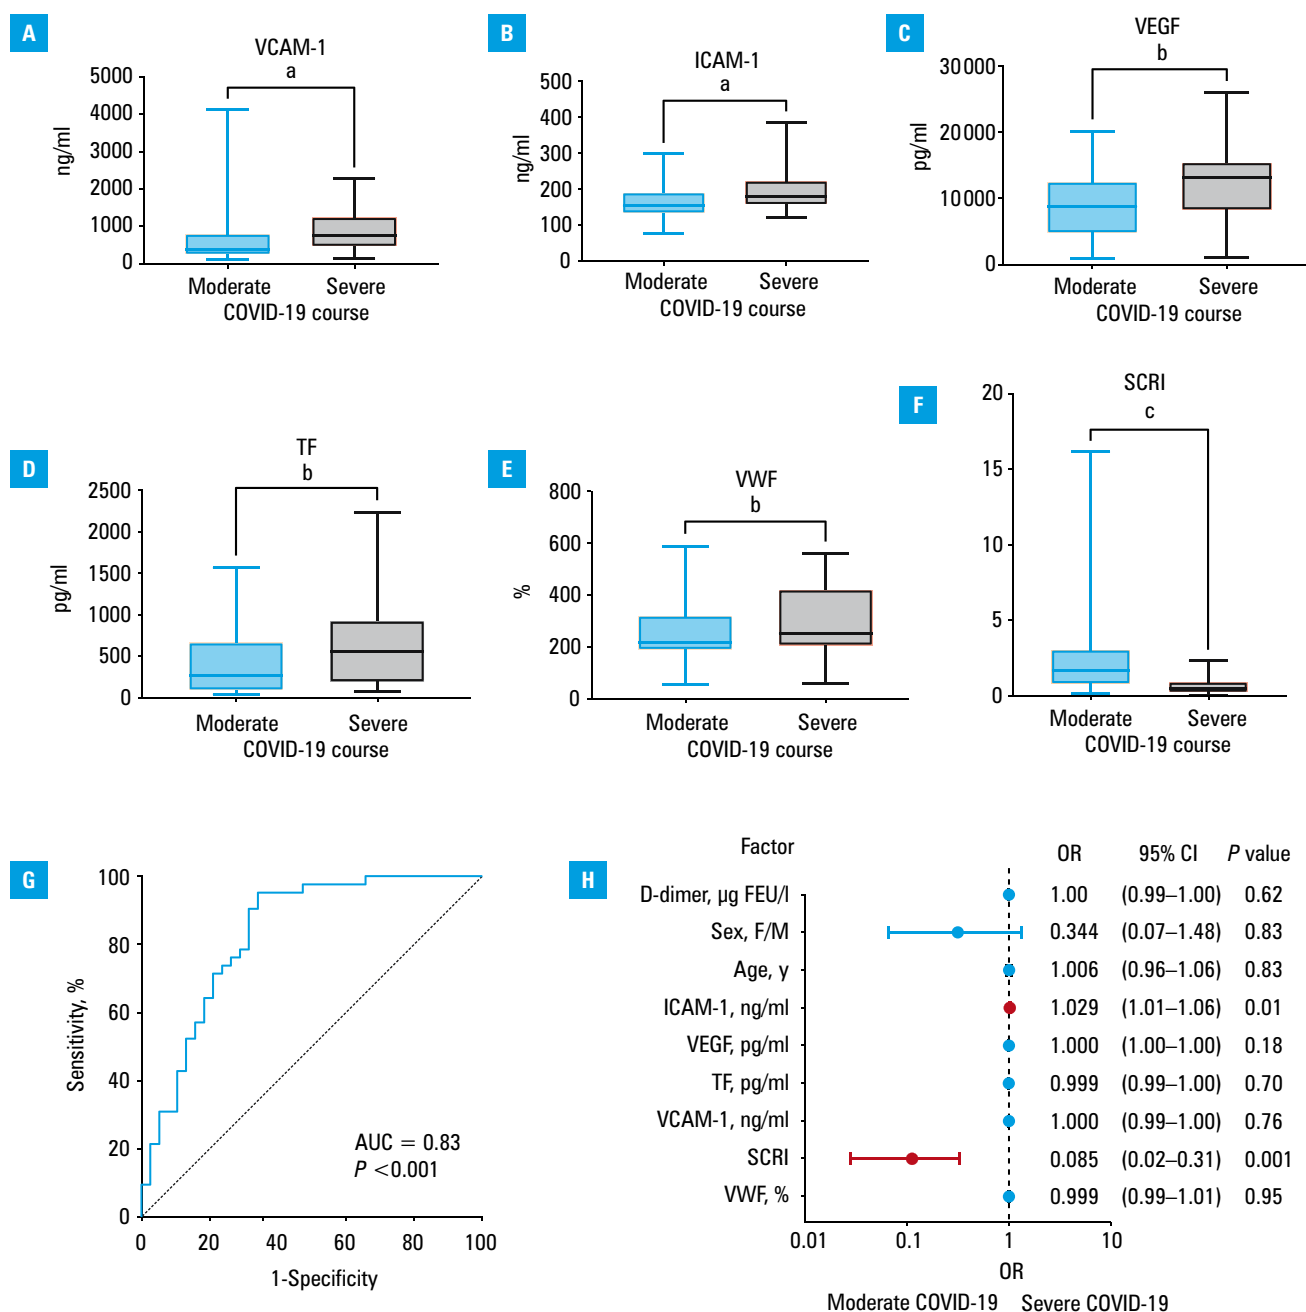 A
VCAM-1
a
5000
4000
3000
2000
1000
0
ng/ml
Moderate Severe
COVID-19 course
B
ICAM-1
a
500
400
300
200
100
0
ng/ml
Moderate Severe
COVID-19 course
C
VEGF
b
30000
20000
10000
0
pg/ml
Moderate Severe
COVID-19 course
D
TF
b
2500
2000
1500
1000
500
0
pg/ml
Moderate Severe
COVID-19 course
E
VWF
b
800
600
400
200
0
%
Moderate Severe
COVID-19 course
F
SCRI
c
20
15
10
5
0
Moderate Severe
COVID-19 course
G
100
80
60
40
20
0
Sensitivity, %
AUC = 0.83
P <0.001
0 20 40 60 80 100
1-Specificity
H
Factor OR 95% CI P value
D-dimer, µg FEU/l 1.00 (0.99–1.00) 0.62
Sex, F/M 0.344 (0.07–1.48) 0.83
Age, y 1.006 (0.96–1.06) 0.83
ICAM-1, ng/ml 1.029 (1.01–1.06) 0.01
VEGF, pg/ml 1.000 (1.00–1.00) 0.18
TF, pg/ml 0.999 (0.99–1.00) 0.70
VCAM-1, ng/ml 1.000 (0.99–1.00) 0.76
SCRI 0.085 (0.02–0.31) 0.001
VWF, % 0.999 (0.99–1.01) 0.95
0.01 0.1 1 10
OR
Moderate COVID-19 Severe COVID-19